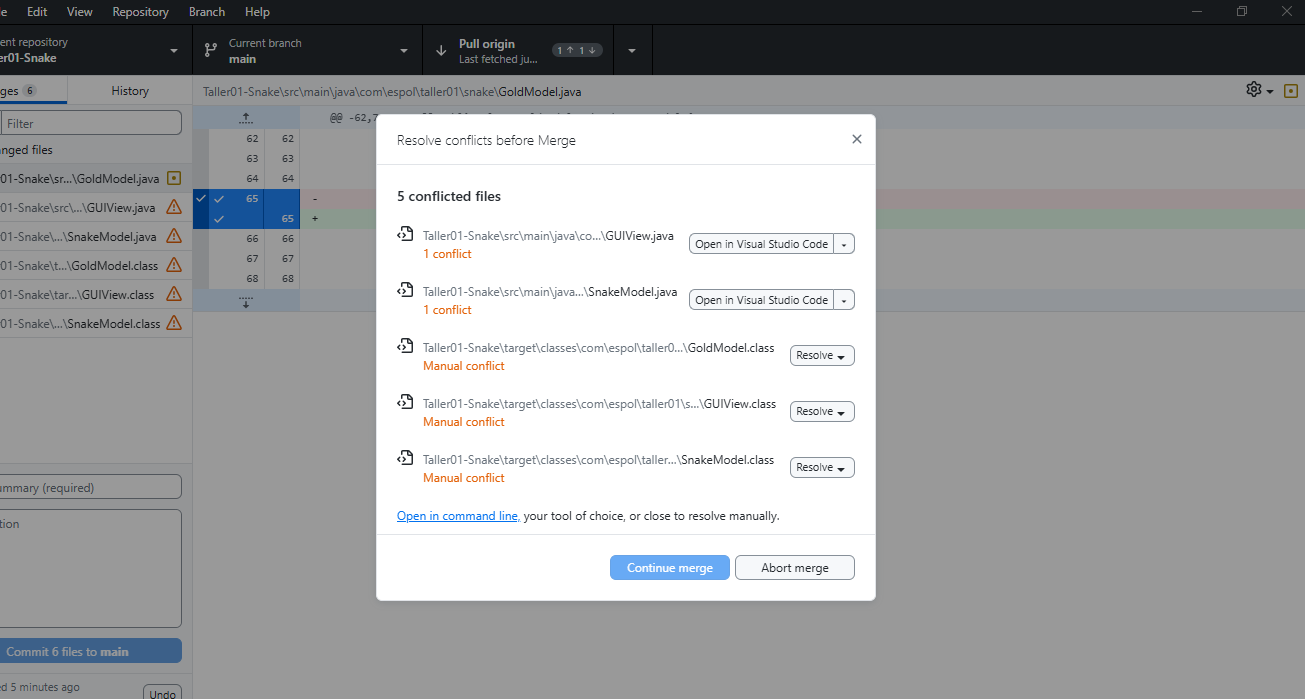 le Edit View Repository Branch Help
ent repository
er01-Snake
Current branch
main
Pull origin
Last fetched ju...
1 ↑ 1 ↓
ges 6
History
Filter
nged files
01-Snake\sr...\GoldModel.java
01-Snake\src\...\GUIView.java
01-Snake\...\SnakeModel.java
01-Snake\t...\GoldModel.class
01-Snake\tar...\GUIView.class
01-Snake\...\SnakeModel.class
ummary (required)
tion
Commit 6 files to main
ed 5 minutes ago
Undo
Taller01-Snake\src\main\java\com\espol\taller01\snake\GoldModel.java
@@ -62,7
62 62
63 63
64 64
65 -
65 +
66 66
67 67
68 68
Resolve conflicts before Merge
5 conflicted files
Taller01-Snake\src\main\java\co...\GUIView.java
1 conflict
Open in Visual Studio Code
Taller01-Snake\src\main\java...\SnakeModel.java
1 conflict
Open in Visual Studio Code
Taller01-Snake\target\classes\com\espol\taller0...\GoldModel.class
Manual conflict
Resolve
Taller01-Snake\target\classes\com\espol\taller01\s...\GUIView.class
Manual conflict
Resolve
Taller01-Snake\target\classes\com\espol\taller...\SnakeModel.class
Manual conflict
Resolve
Open in command line, your tool of choice, or close to resolve manually.
Continue merge
Abort merge